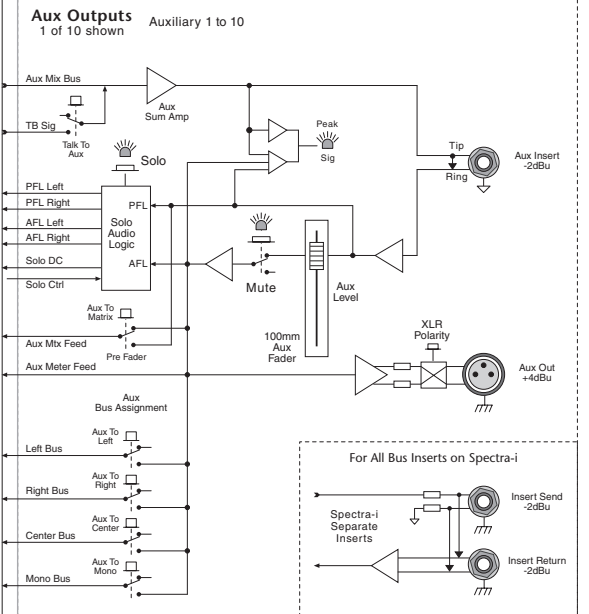 Aux Outputs
1 of 10 shown
Auxiliary 1 to 10
Aux Mix Bus
Aux
Sum Amp
TB Sig
Talk To
Aux
Peak
Sig
Tip
Ring
Aux Insert
-2dBu
Solo
PFL Left
PFL Right
AFL Left
AFL Right
Solo DC
Solo Ctrl
PFL
Solo
Audio
Logic
AFL
Mute
Aux
Level
100mm
Aux
Fader
Aux To
Matrix
Aux Mtx Feed
Pre Fader
XLR
Polarity
Aux Meter Feed
Aux Out
+4dBu
Aux
Bus Assignment
Aux To
Left
Left Bus
Aux To
Right
Right Bus
Aux To
Center
Center Bus
Aux To
Mono
Mono Bus
For All Bus Inserts on Spectra-i
Spectra-i
Separate
Inserts
Insert Send
-2dBu
Insert Return
-2dBu